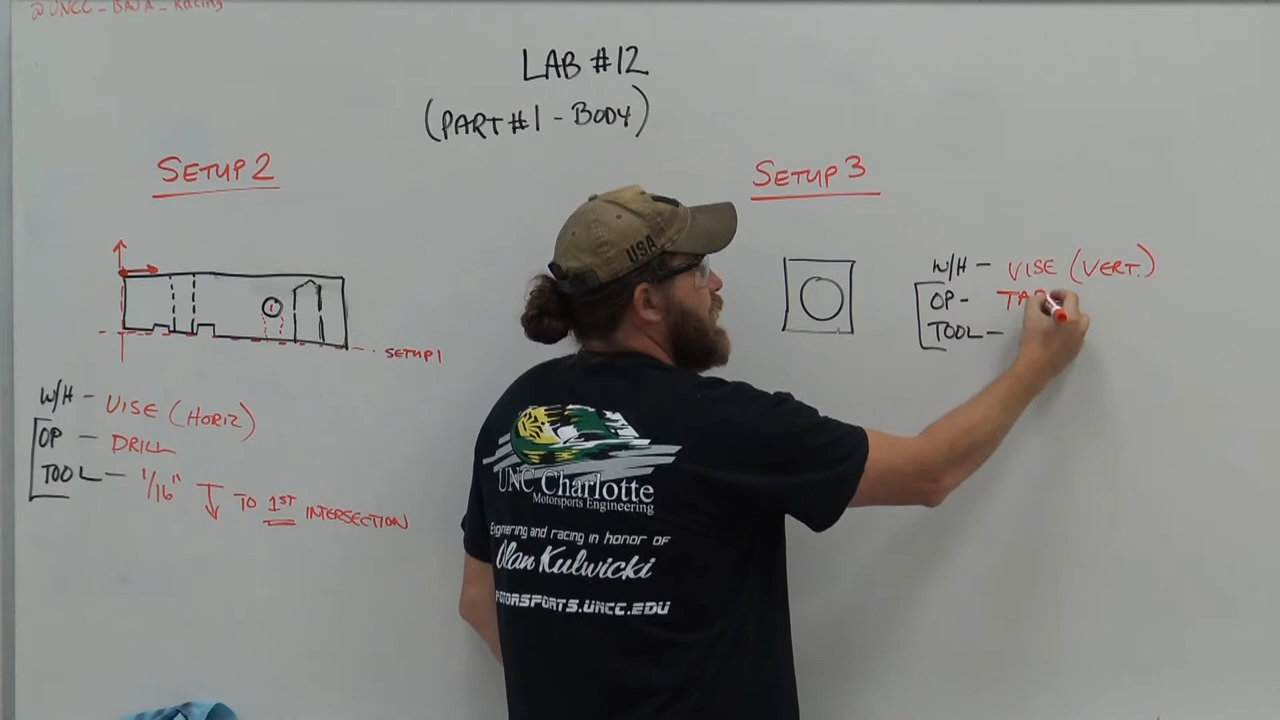 @UNCC_BAJA_Racing
LAB #12
(PART #1 - BODY)
SETUP 2
SETUP 1
W/H - VISE (HORIZ)
OP - DRILL
TOOL - 1/16" TO 1ST INTERSECTION
SETUP 3
W/H - VISE (VERT.)
OP - TAP
TOOL -
USA
UNC Charlotte
Motorsports Engineering
Engineering and racing in honor of
Alan Kulwicki
MOTORSPORTS.UNCC.EDU